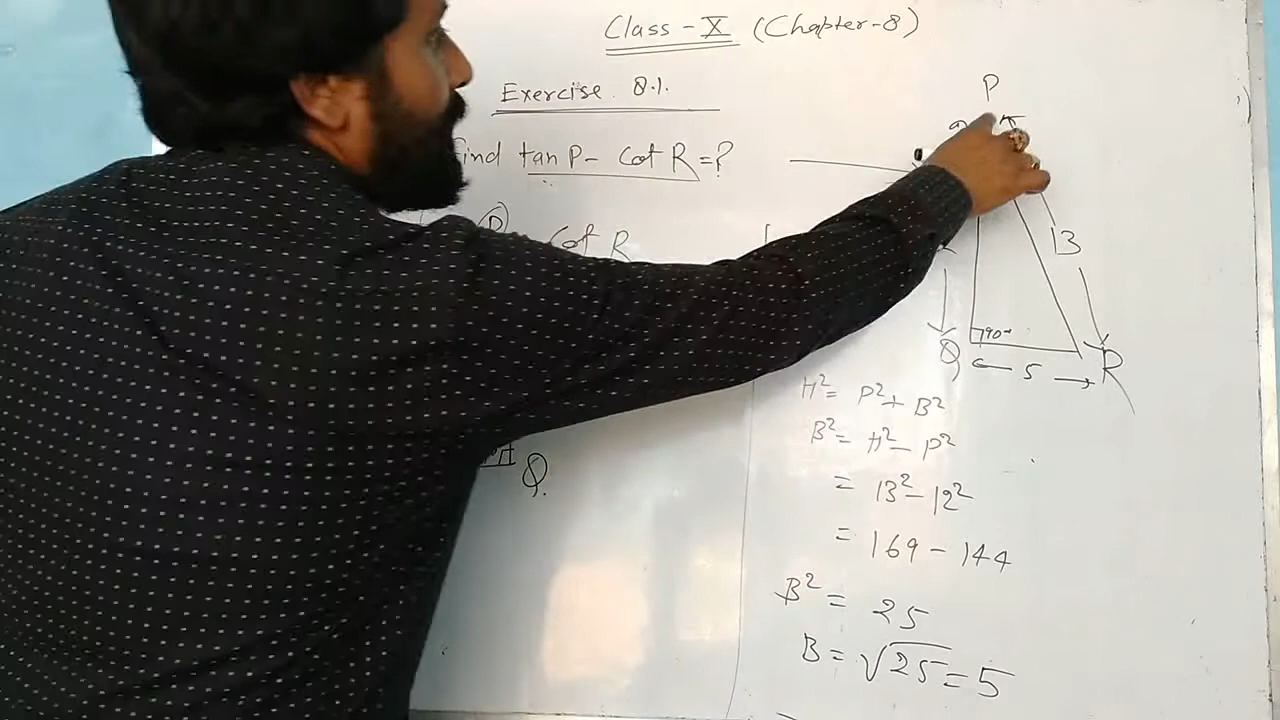 Class - X (Chapter-8)
Exercise 8.1.
find tan P - Cot R = ?
P
Cot R
13
90°
Q
5
R
H² = P² + B²
B² = H² - P²
= 13² - 12²
= 169 - 144
B² = 25
B = √25 = 5
Q.